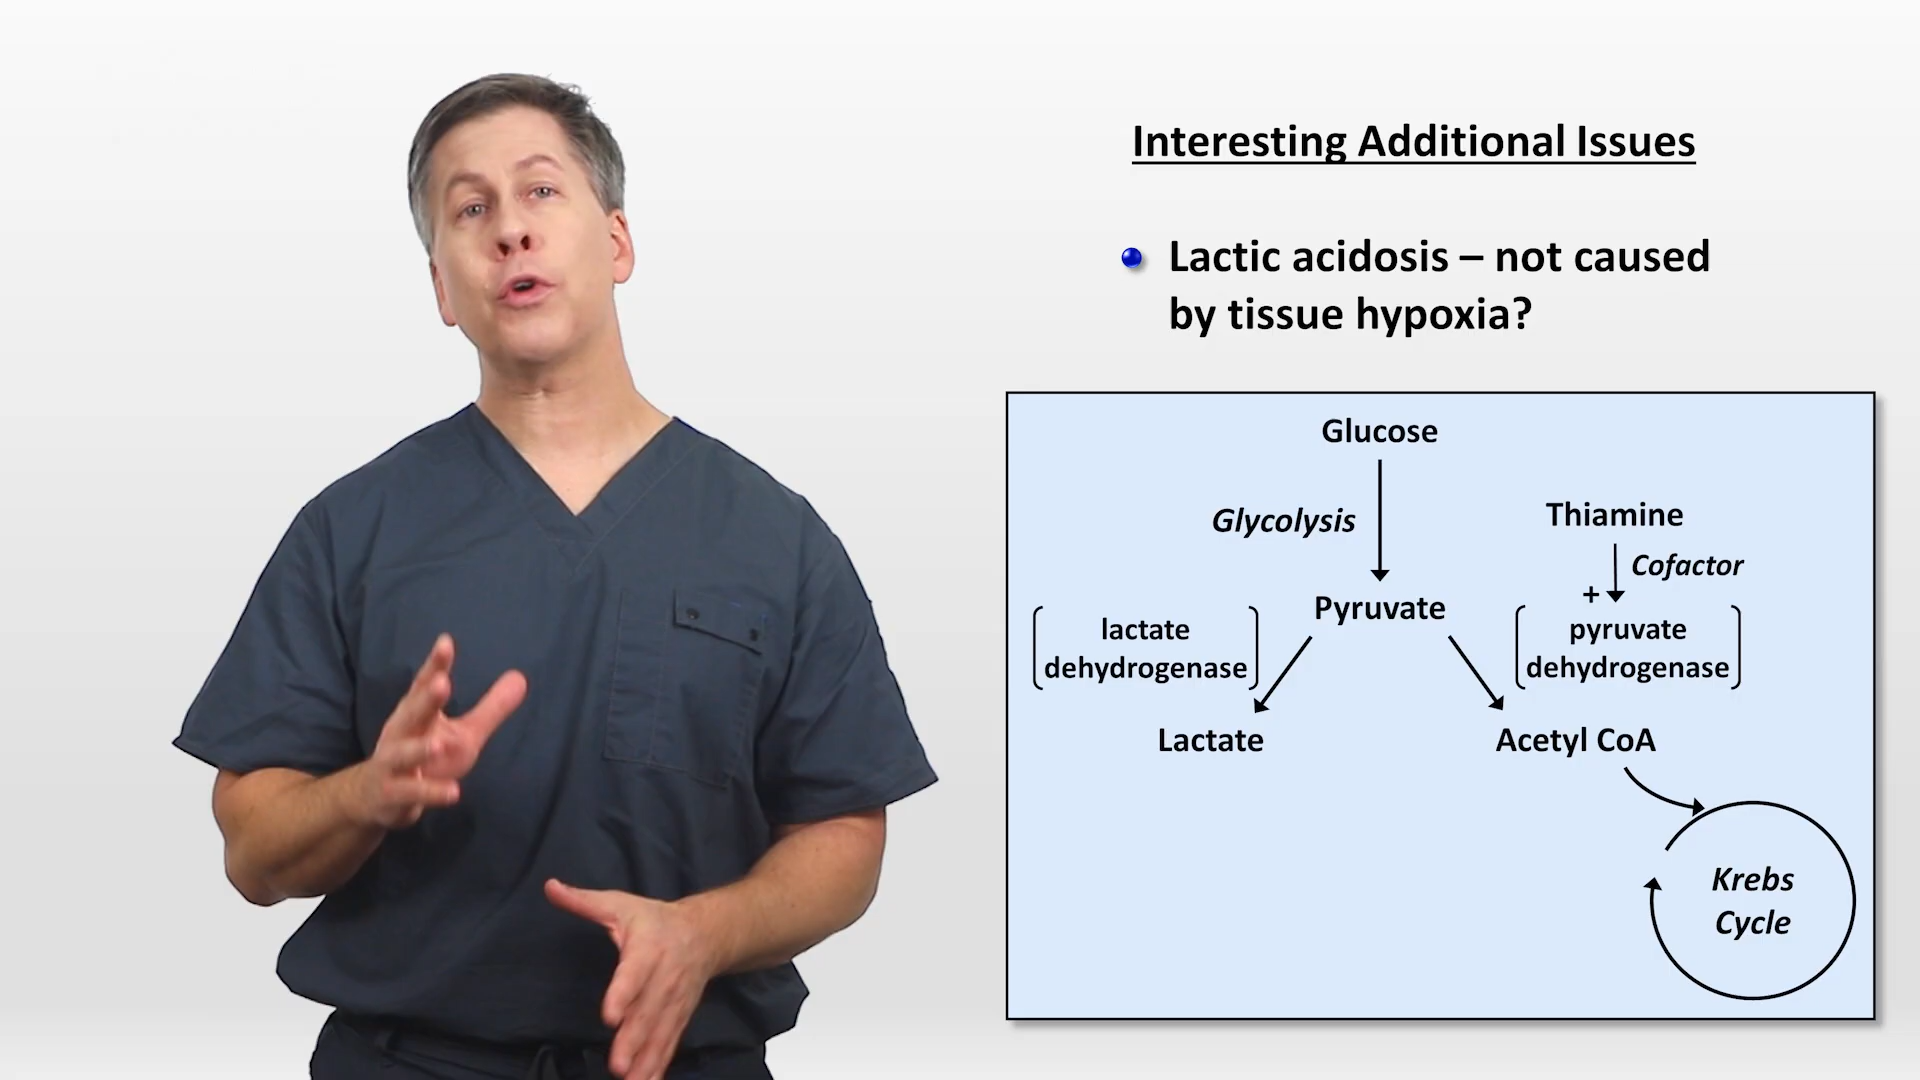 Interesting Additional Issues
Lactic acidosis – not caused
by tissue hypoxia?
Glucose
Glycolysis
Thiamine
Cofactor
+
Pyruvate
lactate
dehydrogenase
pyruvate
dehydrogenase
Lactate
Acetyl CoA
Krebs
Cycle